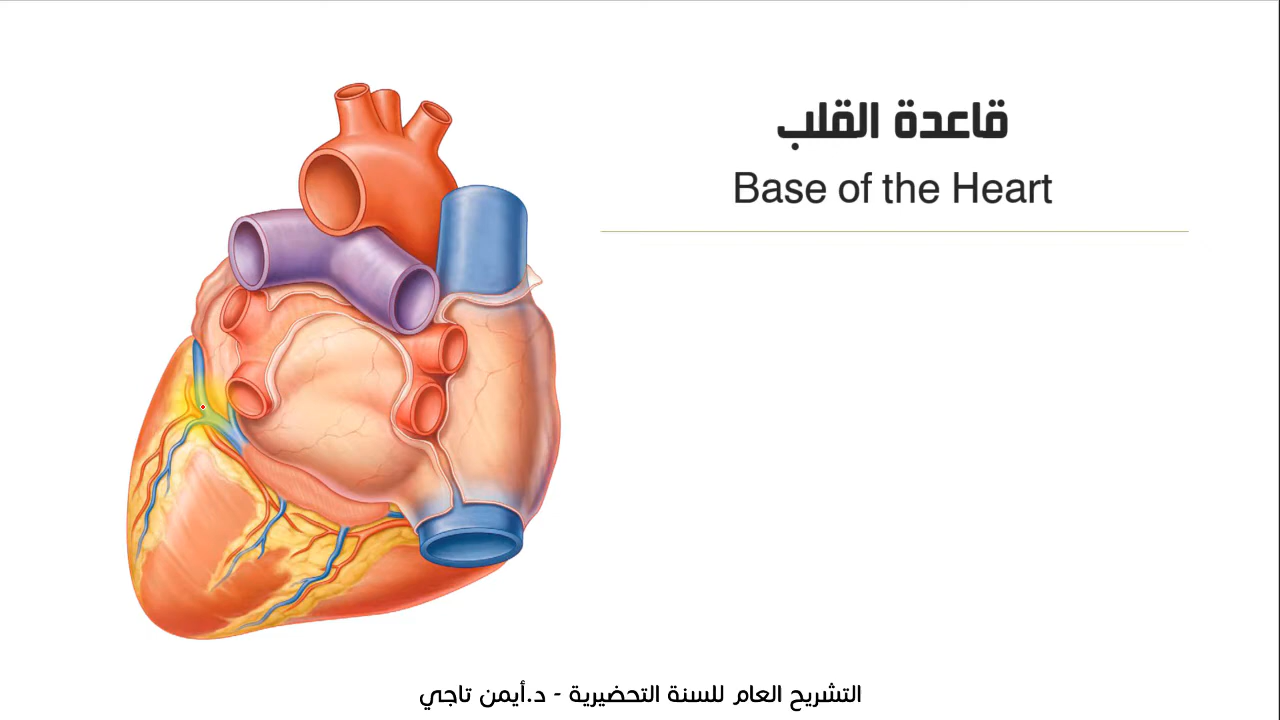 قاعدة القلب
Base of the Heart
التشريح العام للسنة التحضيرية - د.أيمن تاجي